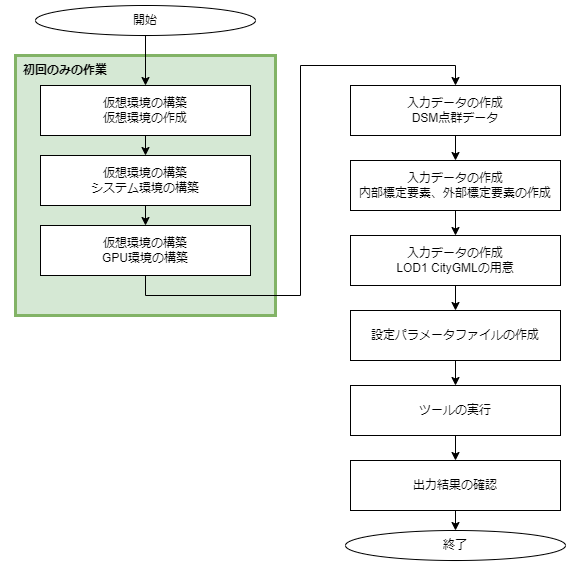 開始
初回のみの作業
仮想環境の構築
仮想環境の作成
仮想環境の構築
システム環境の構築
仮想環境の構築
GPU環境の構築
入力データの作成
DSM点群データ
入力データの作成
内部標定要素、外部標定要素の作成
入力データの作成
LOD1 CityGMLの用意
設定パラメータファイルの作成
ツールの実行
出力結果の確認
終了